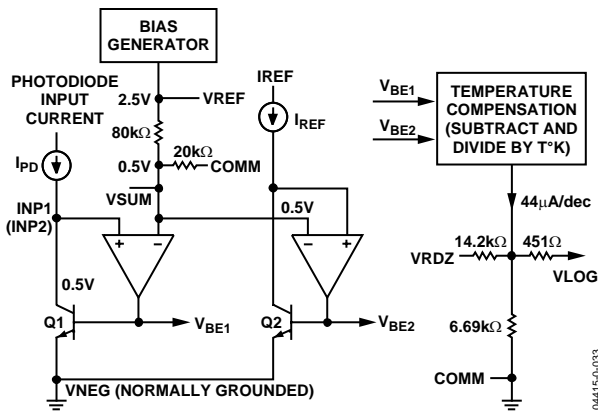 BIAS
GENERATOR
PHOTODIODE
INPUT
CURRENT
2.5V
VREF
IREF
IREF
80kΩ
20kΩ
COMM
0.5V
IPD
VSUM
INP1
(INP2)
0.5V
+
–
–
+
0.5V
Q1
VBE1
Q2
VBE2
VNEG (NORMALLY GROUNDED)
VBE1
VBE2
TEMPERATURE
COMPENSATION
(SUBTRACT AND
DIVIDE BY T°K)
44μA/dec
14.2kΩ
451Ω
VRDZ
VLOG
6.69kΩ
COMM
04415-0-033